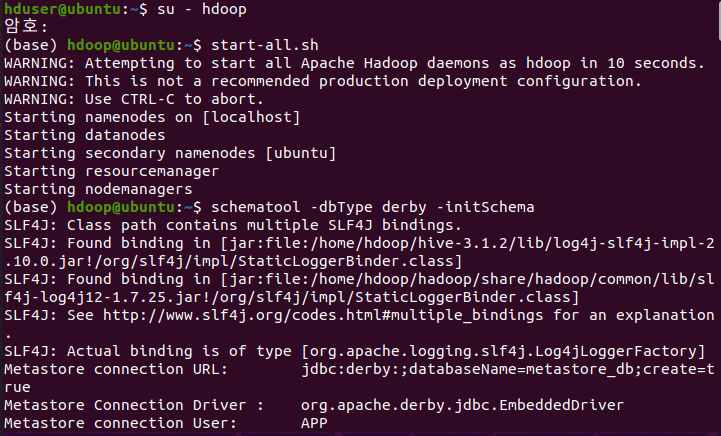 hduser@ubuntu:~$ su - hdoop
암호:
(base) hdoop@ubuntu:~$ start-all.sh
WARNING: Attempting to start all Apache Hadoop daemons as hdoop in 10 seconds.
WARNING: This is not a recommended production deployment configuration.
WARNING: Use CTRL-C to abort.
Starting namenodes on [localhost]
Starting datanodes
Starting secondary namenodes [ubuntu]
Starting resourcemanager
Starting nodemanagers
(base) hdoop@ubuntu:~$ schematool -dbType derby -initSchema
SLF4J: Class path contains multiple SLF4J bindings.
SLF4J: Found binding in [jar:file:/home/hdoop/hive-3.1.2/lib/log4j-slf4j-impl-2
.10.0.jar!/org/slf4j/impl/StaticLoggerBinder.class]
SLF4J: Found binding in [jar:file:/home/hdoop/hadoop/share/hadoop/common/lib/sl
f4j-log4j12-1.7.25.jar!/org/slf4j/impl/StaticLoggerBinder.class]
SLF4J: See http://www.slf4j.org/codes.html#multiple_bindings for an explanation
.
SLF4J: Actual binding is of type [org.apache.logging.slf4j.Log4jLoggerFactory]
Metastore connection URL:        jdbc:derby:;databaseName=metastore_db;create=t
rue
Metastore Connection Driver :    org.apache.derby.jdbc.EmbeddedDriver
Metastore connection User:       APP